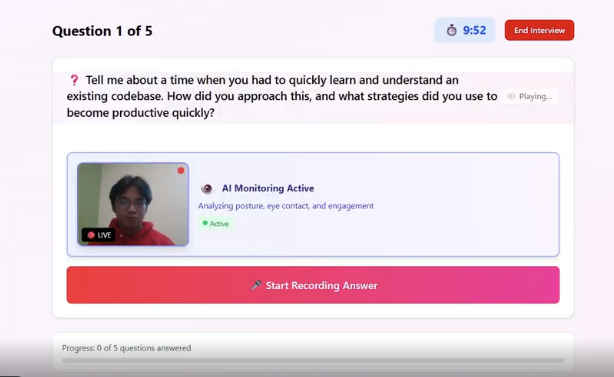 Question 1 of 5
9:52
End Interview
Tell me about a time when you had to quickly learn and understand an
existing codebase. How did you approach this, and what strategies did you use to
become productive quickly?
Playing...
AI Monitoring Active
Analyzing posture, eye contact, and engagement
Active
LIVE
Start Recording Answer
Progress: 0 of 5 questions answered